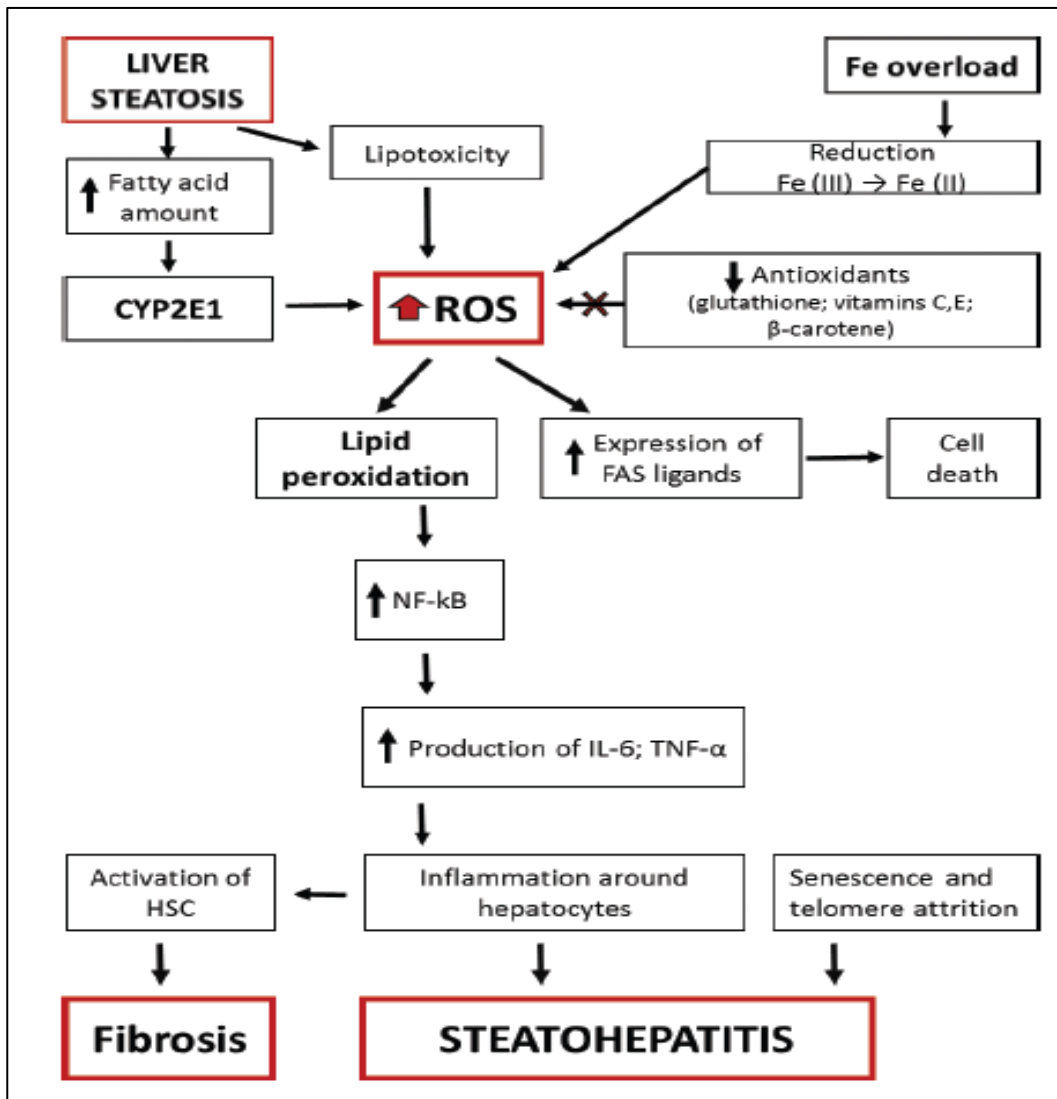 LIVER
STEATOSIS
Fe overload
Lipotoxicity
Reduction
Fe (III) → Fe (II)
Fatty acid
amount
Antioxidants
(glutathione; vitamins C,E;
β-carotene)
CYP2E1
ROS
Lipid
peroxidation
Expression of
FAS ligands
Cell
death
NF-kB
Production of IL-6; TNF-α
Activation of
HSC
Inflammation around
hepatocytes
Senescence and
telomere attrition
Fibrosis
STEATOHEPATITIS